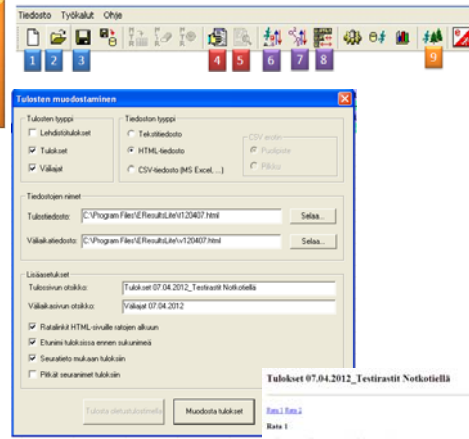 Tiedosto Työkalut Ohje
1 2 3 4 5 6 7 8 9
Tulosten muodostaminen
Tulosten tyyppi
Lehdistötulokset
Tulokset
Väliajat
Tiedoston tyyppi
Tekstitiedosto
HTML-tiedosto
CSV-tiedosto (MS Excel, ...)
CSV erotin
Puolipiste
Pilkku
Tiedostojen nimet
Tulostiedosto: C:\Program Files\EResultsLite\t120407.html Selaa...
Väliaikatiedosto: C:\Program Files\EResultsLite\v120407.html Selaa...
Lisäasetukset
Tulossivun otsikko: Tulokset 07.04.2012_Testirastit Notkotiellä
Väliaikasivun otsikko: Väliajat 07.04.2012
Ratalinkit HTML-sivuille ratojen alkuun
Etunimi tuloksissa ennen sukunimeä
Seuratieto mukaan tuloksiin
Pitkät seuranimet tuloksiin
Tulosta oletustulostimella Muodosta tulokset
Tulokset 07.04.2012_Testirastit Notkotiellä
Rata 1 Rata 2
Rata 1